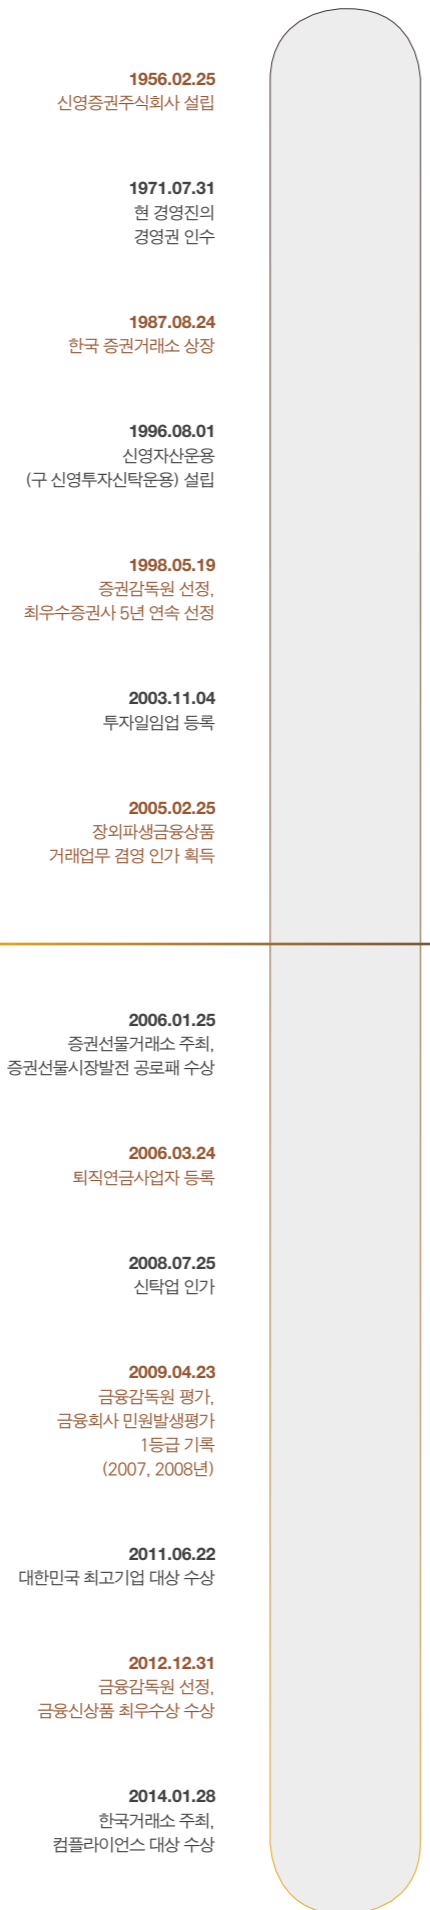 1956.02.25
신영증권주식회사 설립
1971.07.31
현 경영진의
경영권 인수
1987.08.24
한국 증권거래소 상장
1996.08.01
신영자산운용
(구 신영투자신탁운용) 설립
1998.05.19
증권감독원 선정,
최우수증권사 5년 연속 선정
2003.11.04
투자일임업 등록
2005.02.25
장외파생금융상품
거래업무 겸영 인가 획득
2006.01.25
증권선물거래소 주최,
증권선물시장발전 공로패 수상
2006.03.24
퇴직연금사업자 등록
2008.07.25
신탁업 인가
2009.04.23
금융감독원 평가,
금융회사 민원발생평가
1등급 기록
(2007, 2008년)
2011.06.22
대한민국 최고기업 대상 수상
2012.12.31
금융감독원 선정,
금융신상품 최우수상 수상
2014.01.28
한국거래소 주최,
컴플라이언스 대상 수상